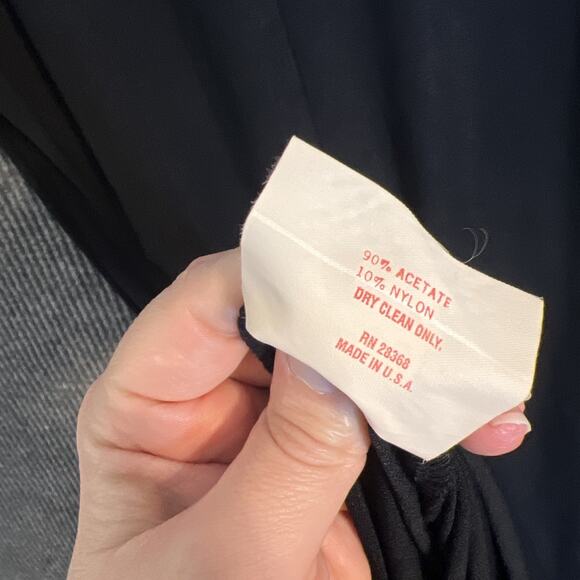 90% ACETATE
10% NYLON
DRY CLEAN ONLY.
RN 28368
MADE IN U.S.A.